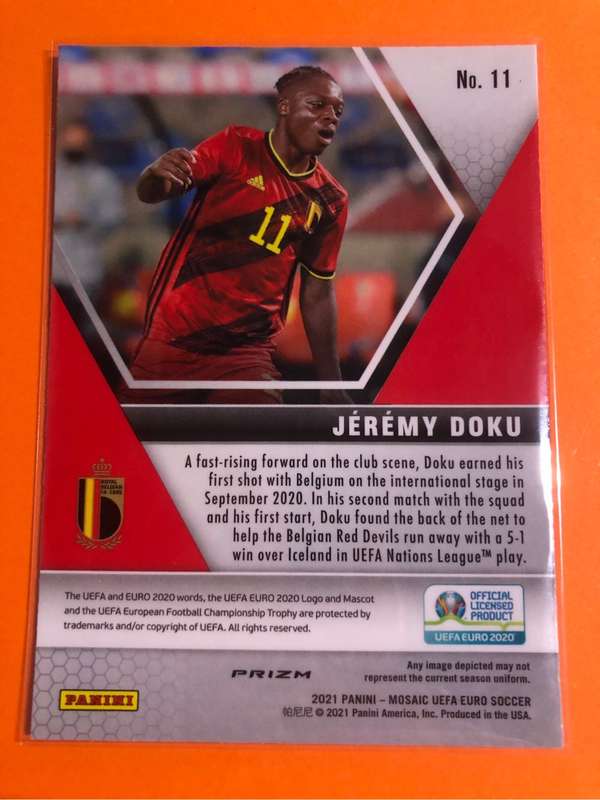 No. 11
11
JÉRÉMY DOKU
A fast-rising forward on the club scene, Doku earned his
first shot with Belgium on the international stage in
September 2020. In his second match with the squad
and his first start, Doku found the back of the net to
help the Belgian Red Devils run away with a 5-1
win over Iceland in UEFA Nations League™ play.
ROYAL
BELGIAN
FA 1895
The UEFA and EURO 2020 words, the UEFA EURO 2020 Logo and Mascot
and the UEFA European Football Championship Trophy are protected by
trademarks and/or copyright of UEFA. All rights reserved.
OFFICIAL
LICENSED
PRODUCT
UEFA EURO 2020
PRIZM
Any image depicted may not
represent the current season uniform.
PANINI
2021 PANINI – MOSAIC UEFA EURO SOCCER
帕尼尼 © 2021 Panini America, Inc. Produced in the USA.